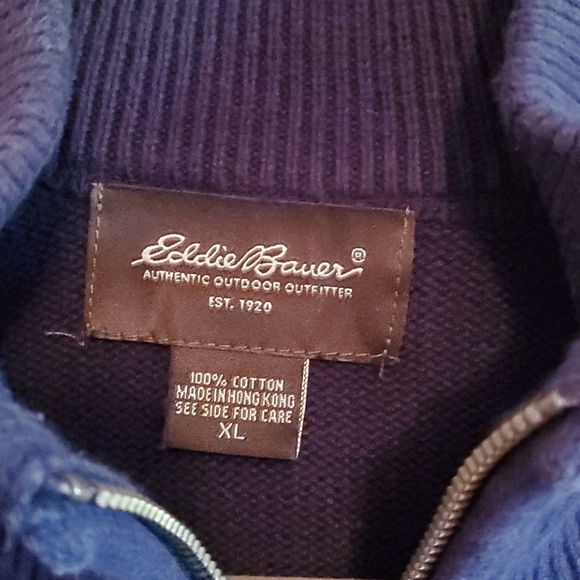 Eddie Bauer®
AUTHENTIC OUTDOOR OUTFITTER
EST. 1920
100% COTTON
MADE IN HONG KONG
SEE SIDE FOR CARE
XL